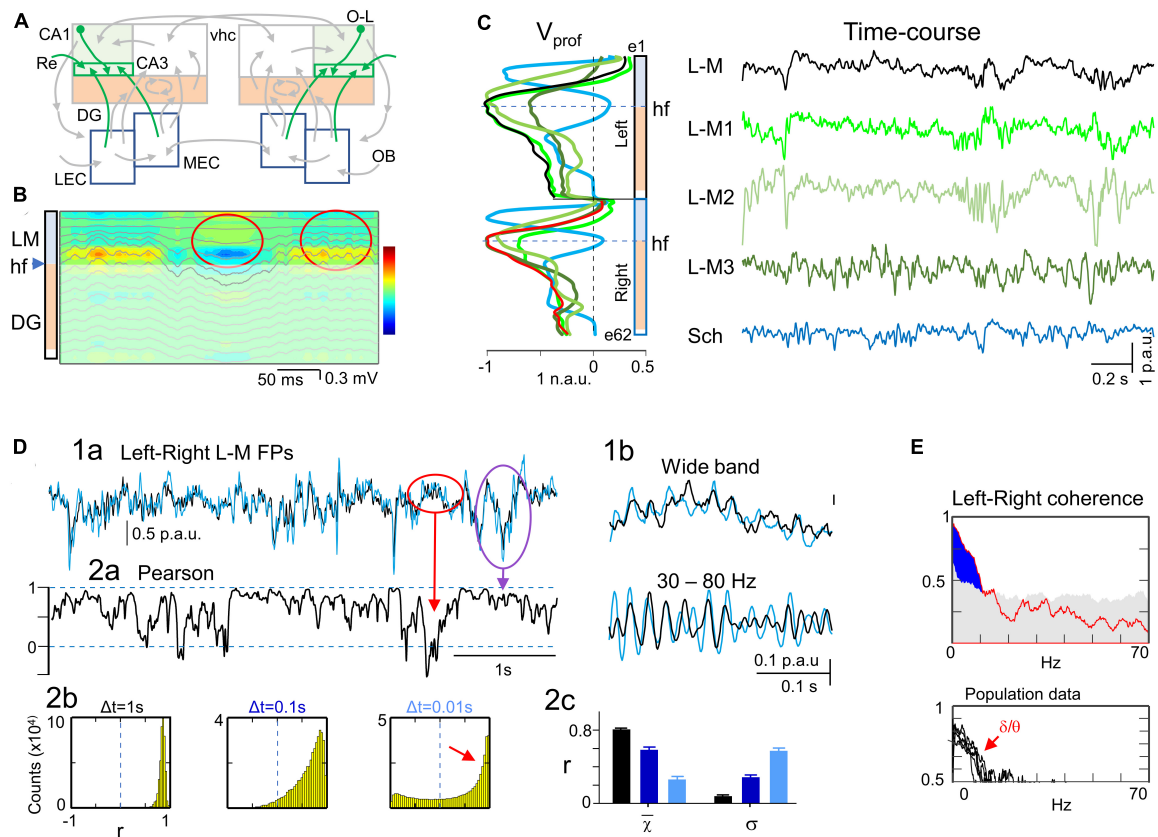 A
CA1
vhc
O-L
Re
CA3
DG
MEC
LEC
OB
B
LM
hf
DG
50 ms
0.3 mV
C
Vprof
e1
hf
Left
hf
Right
e62
-1
0
0.5
1 n.a.u.
Time-course
L-M
L-M1
L-M2
L-M3
Sch
0.2 s
1 p.a.u.
D
1a Left-Right L-M FPs
0.5 p.a.u.
2a Pearson
1
0
1s
1b
Wide band
30 – 80 Hz
0.1 p.a.u
0.1 s
2b
Δt=1s
Δt=0.1s
Δt=0.01s
Counts (x10⁴)
10
0
4
5
-1
r
1
2c
r
0.8
0
χ̄
σ
E
Left-Right coherence
1
0.5
0
Hz
70
Population data
δ/θ
1
0.5
0
Hz
70